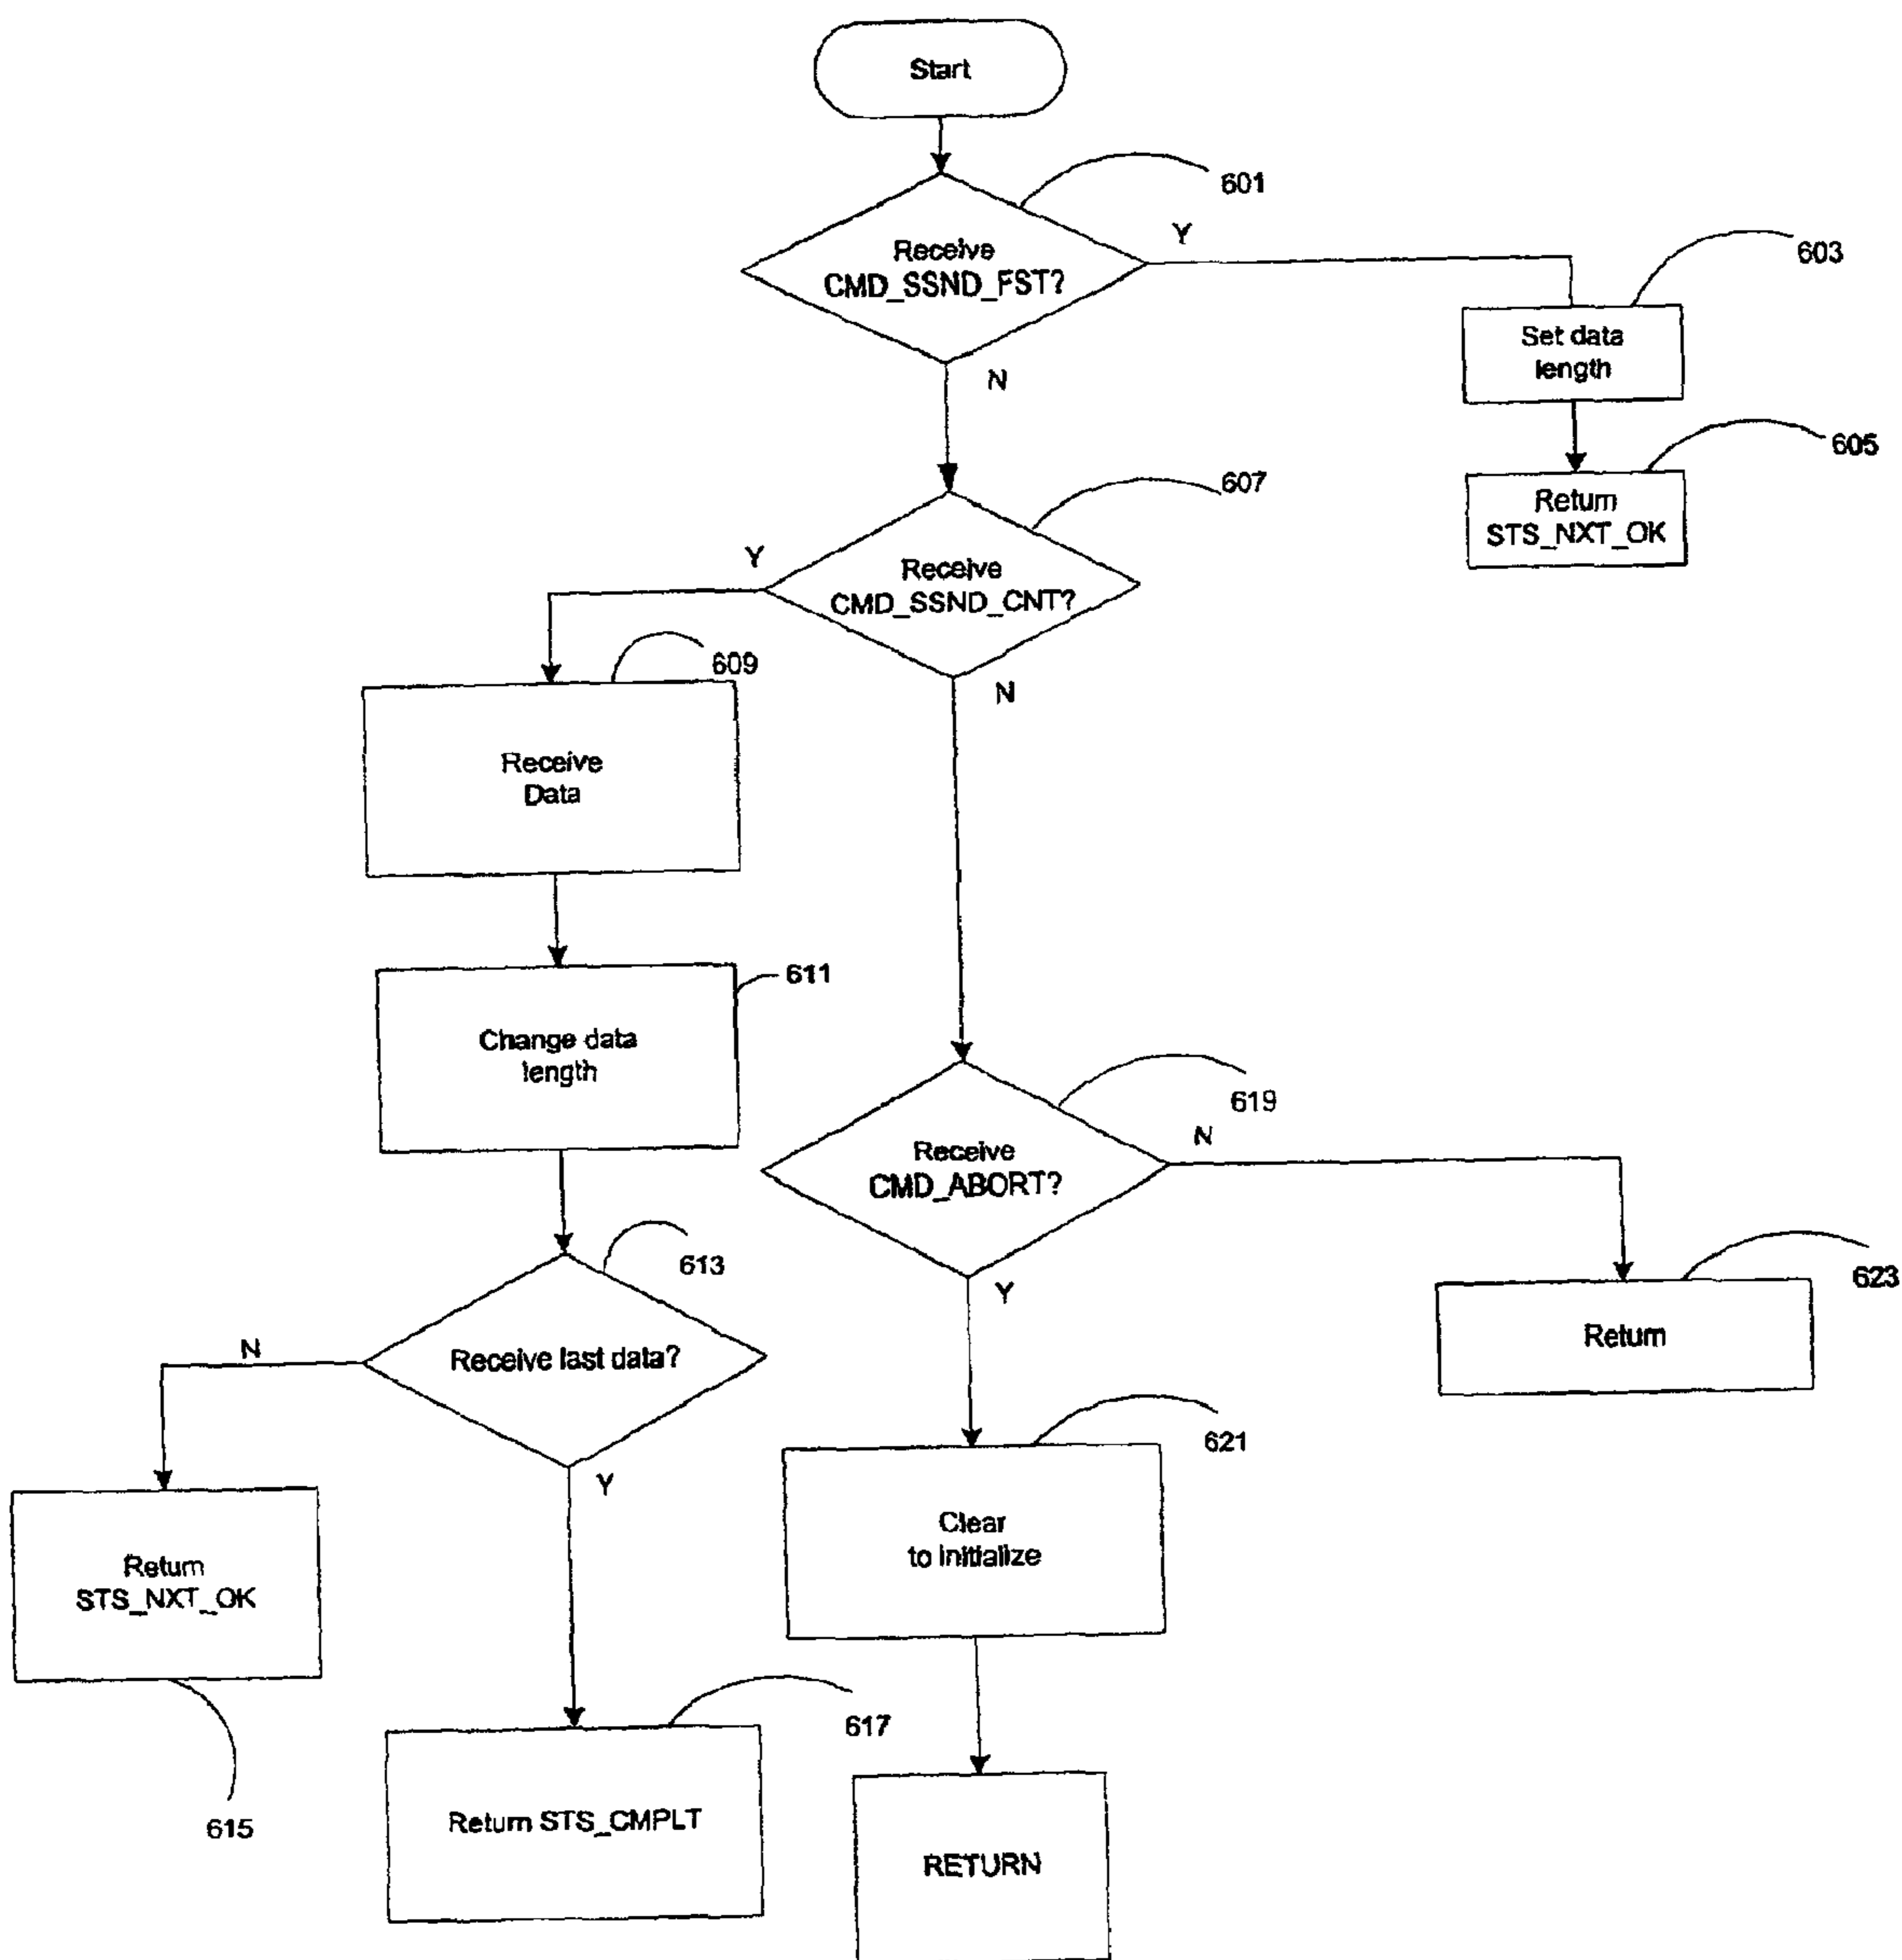 Start
601
Receive
CMD_SSND_FST?
Y
603
Set data
length
N
605
Return
STS_NXT_OK
607
Receive
CMD_SSND_CNT?
Y
609
N
Receive
Data
611
Change data
length
619
Receive
CMD_ABORT?
N
613
Receive last data?
N
Y
623
Return
Y
621
Clear
to initialize
Return
STS_NXT_OK
615
617
Return STS_CMPLT
RETURN